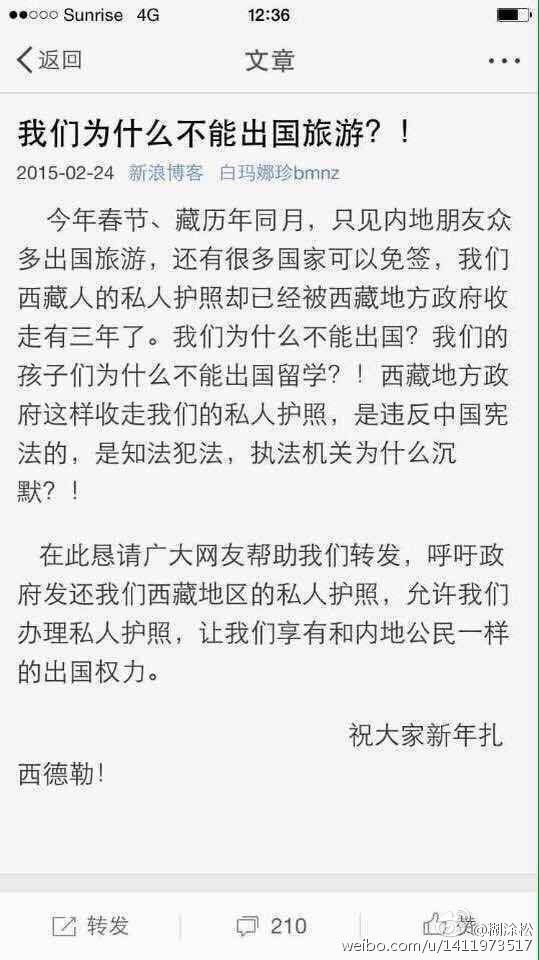 Sunrise 4G 12:36
返回 文章
我们为什么不能出国旅游？！
2015-02-24 新浪博客 白玛娜珍bmnz
今年春节、藏历年同月，只见内地朋友众
多出国旅游，还有很多国家可以免签，我们
西藏人的私人护照却已经被西藏地方政府收
走有三年了。我们为什么不能出国？我们的
孩子们为什么不能出国留学？！西藏地方政
府这样收走我们的私人护照，是违反中国宪
法的，是知法犯法，执法机关为什么沉
默？！
在此恳请广大网友帮助我们转发，呼吁政
府发还我们西藏地区的私人护照，允许我们
办理私人护照，让我们享有和内地公民一样
的出国权力。
祝大家新年扎
西德勒！
转发 210 赞
@糊涂松
weibo.com/u/1411973517